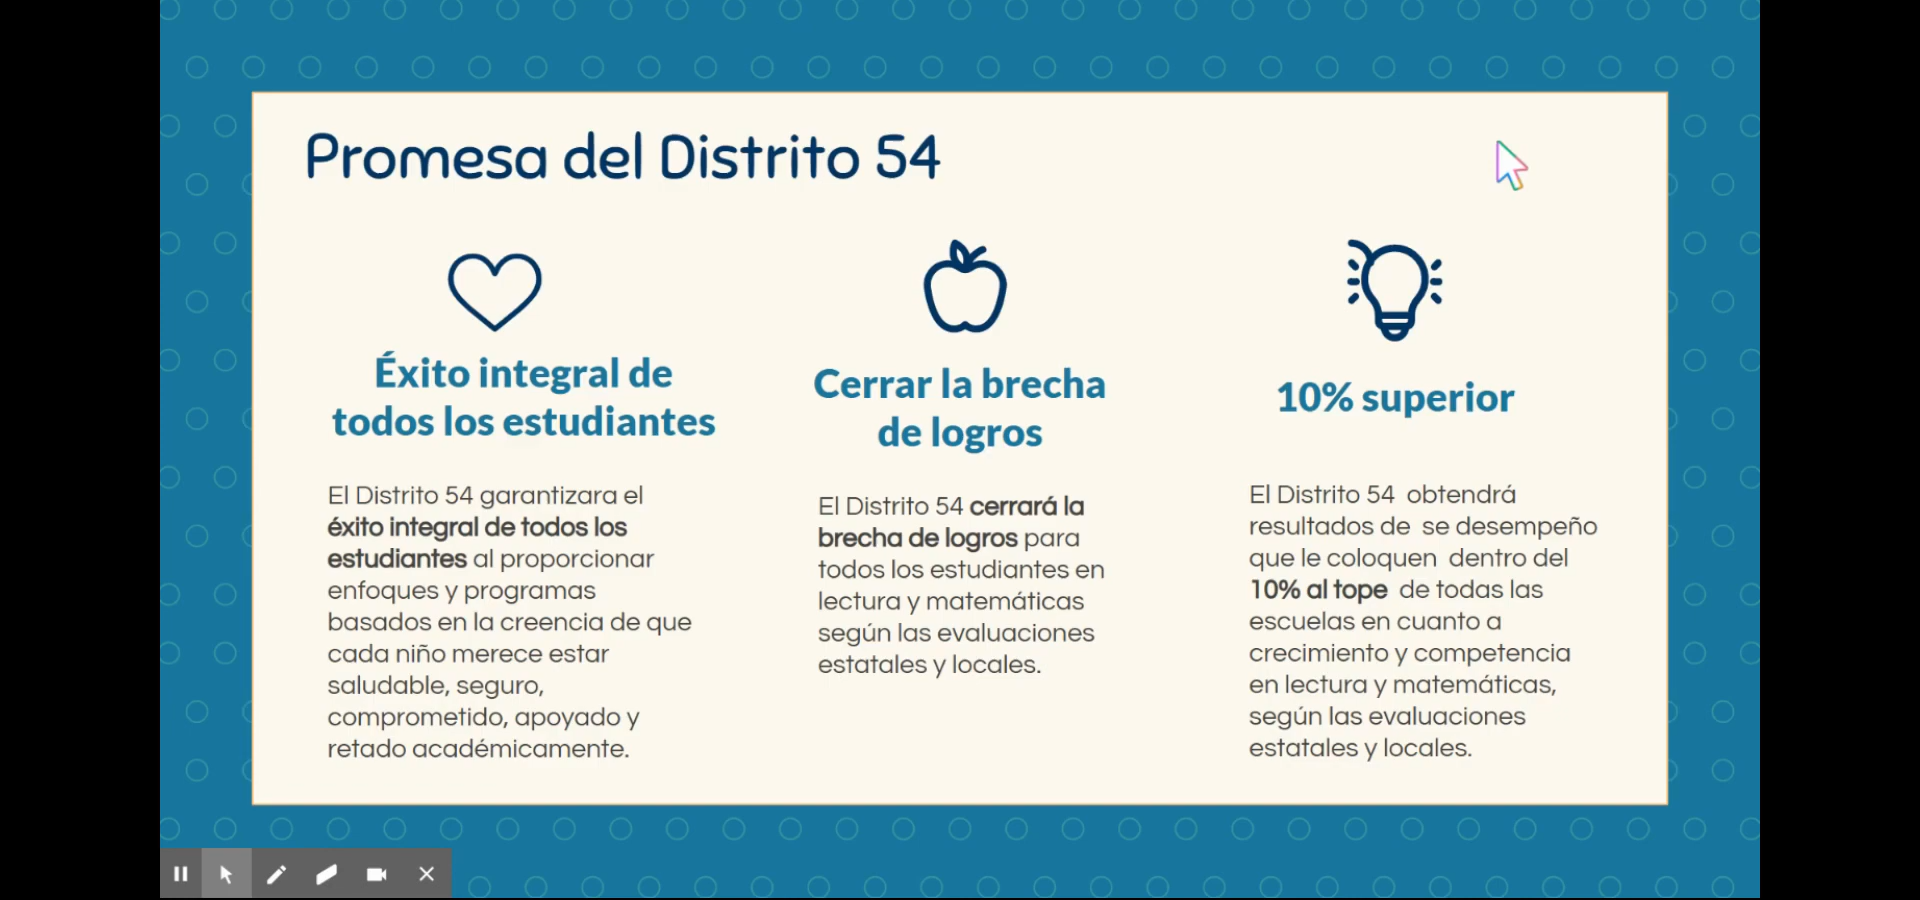 Promesa del Distrito 54
Éxito integral de
todos los estudiantes
El Distrito 54 garantizara el
éxito integral de todos los
estudiantes al proporcionar
enfoques y programas
basados en la creencia de que
cada niño merece estar
saludable, seguro,
comprometido, apoyado y
retado académicamente.
Cerrar la brecha
de logros
El Distrito 54 cerrará la
brecha de logros para
todos los estudiantes en
lectura y matemáticas
según las evaluaciones
estatales y locales.
10% superior
El Distrito 54 obtendrá
resultados de se desempeño
que le coloquen dentro del
10% al tope de todas las
escuelas en cuanto a
crecimiento y competencia
en lectura y matemáticas,
según las evaluaciones
estatales y locales.